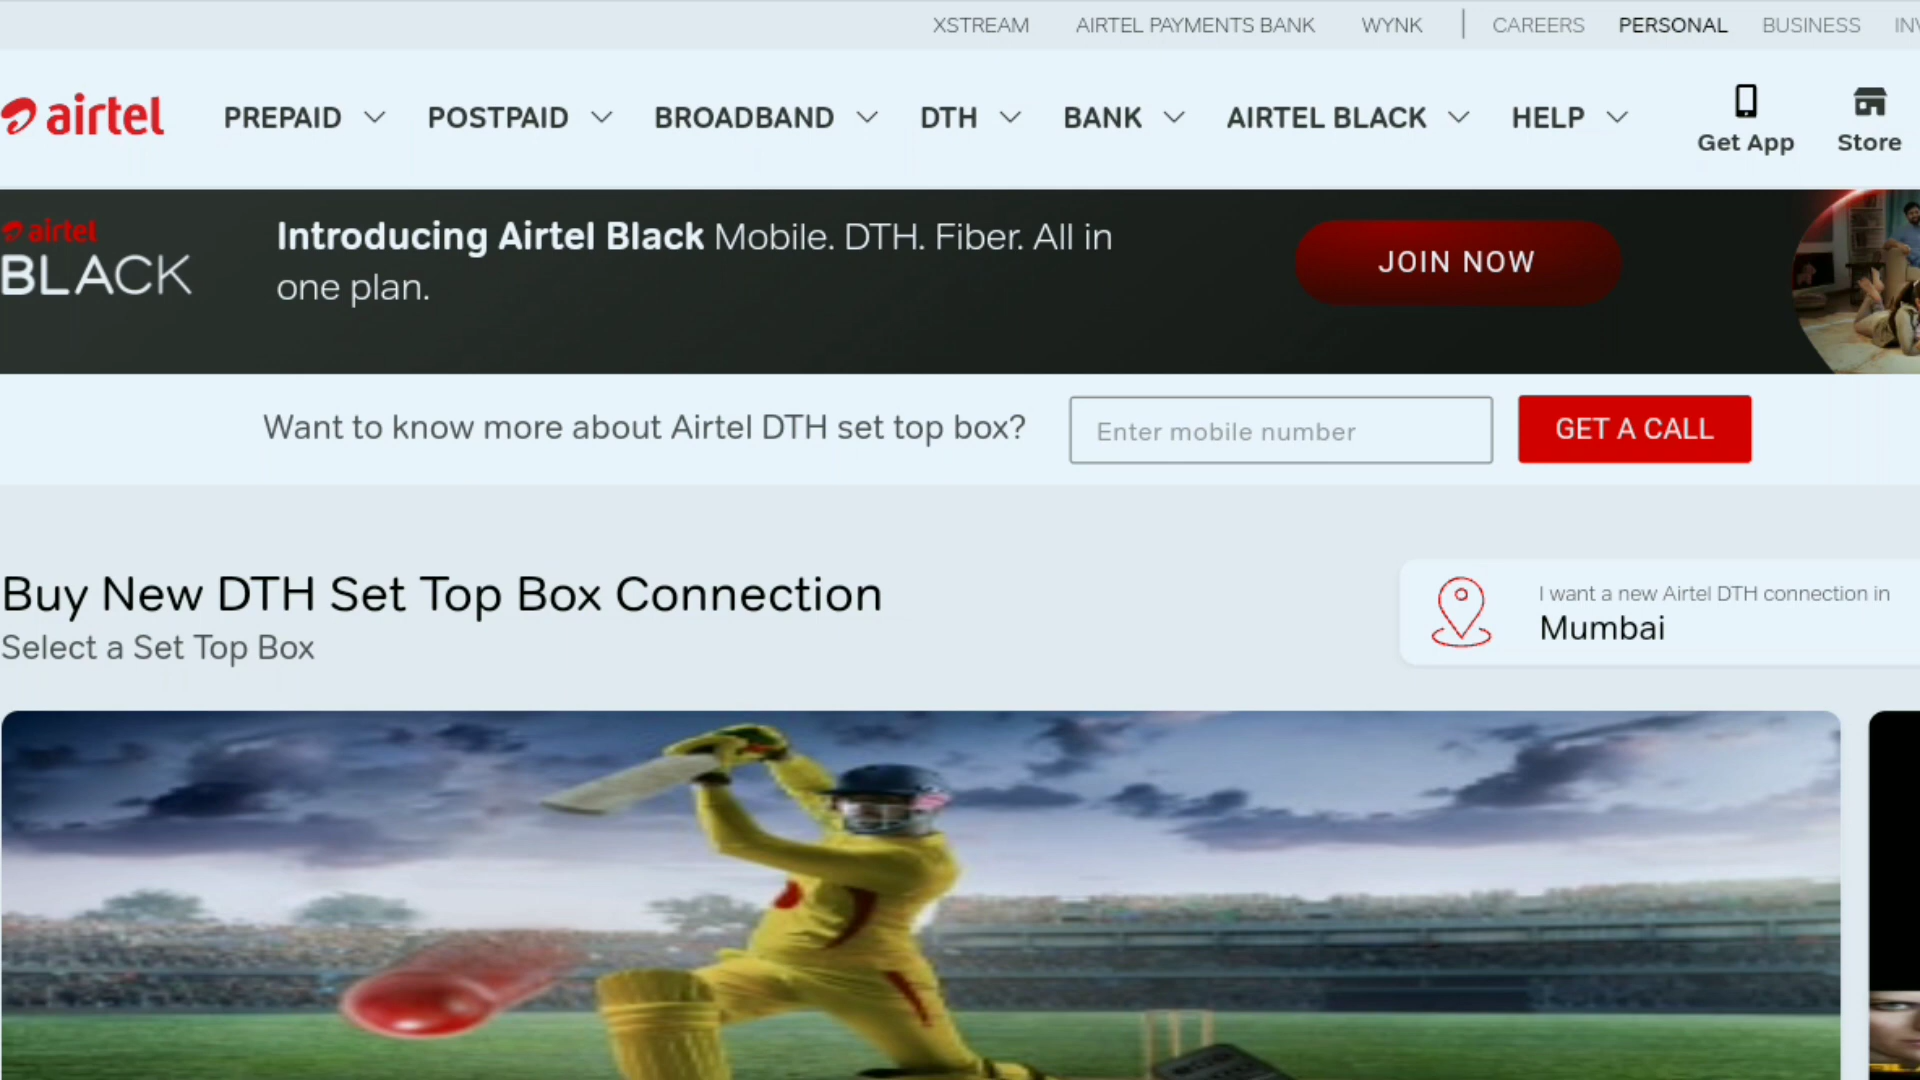 XSTREAM AIRTEL PAYMENTS BANK WYNK CAREERS PERSONAL BUSINESS
airtel PREPAID POSTPAID BROADBAND DTH BANK AIRTEL BLACK HELP Get App Store
airtel
BLACK
Introducing Airtel Black Mobile. DTH. Fiber. All in
one plan.
JOIN NOW
Want to know more about Airtel DTH set top box? Enter mobile number GET A CALL
Buy New DTH Set Top Box Connection
Select a Set Top Box
I want a new Airtel DTH connection in
Mumbai